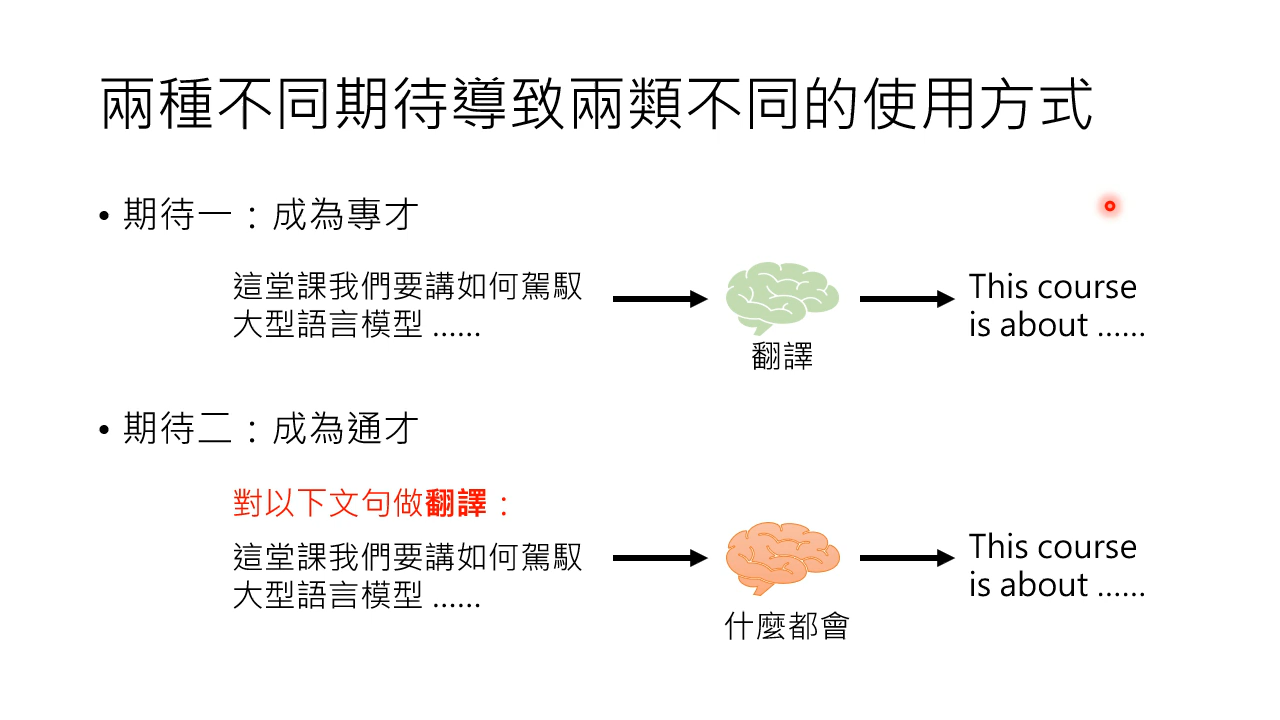 兩種不同期待導致兩類不同的使用方式
• 期待一：成為專才
這堂課我們要講如何駕馭
大型語言模型 ……
翻譯
This course
is about ……
• 期待二：成為通才
對以下文句做翻譯：
這堂課我們要講如何駕馭
大型語言模型 ……
什麼都會
This course
is about ……